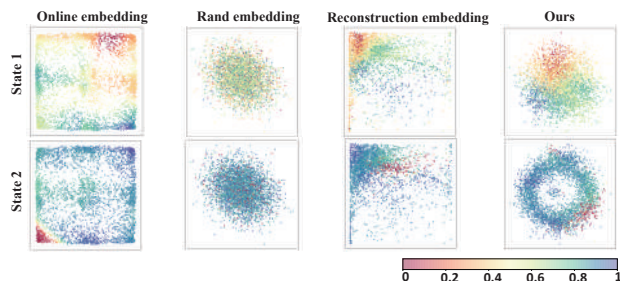 Online embedding Rand embedding Reconstruction embedding Ours
State 1
State 2
0 0.2 0.4 0.6 0.8 1